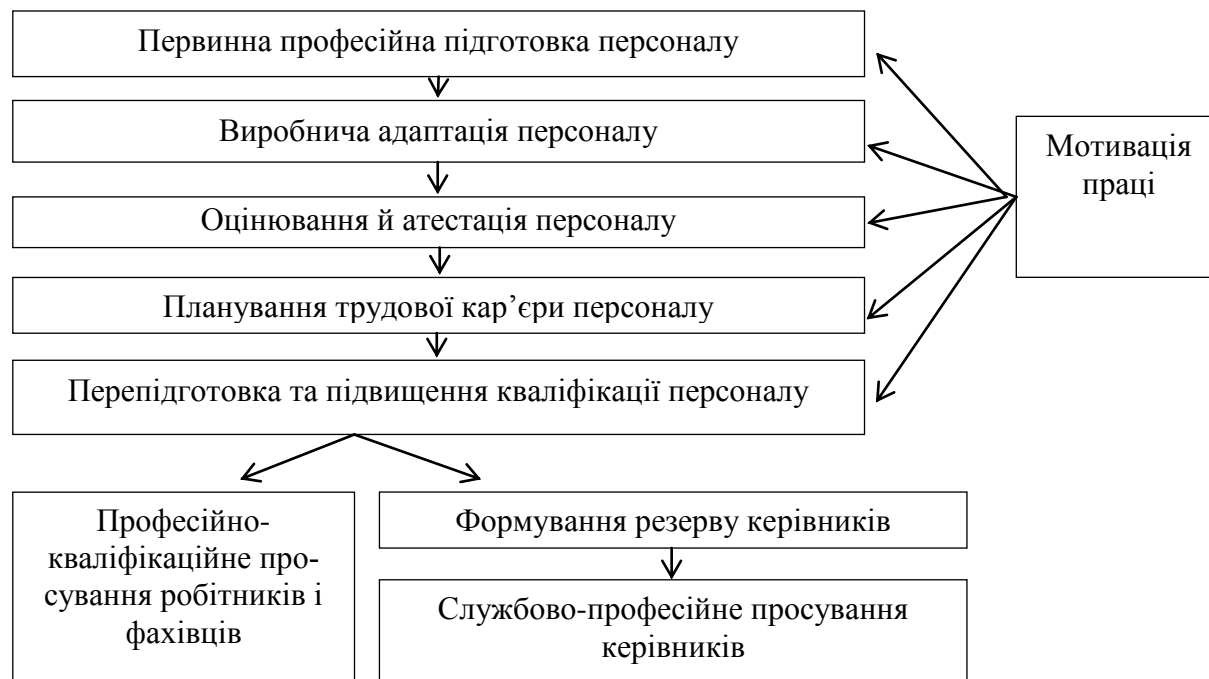 Первинна професійна підготовка персоналу
Виробнича адаптація персоналу
Мотивація
праці
Оцінювання й атестація персоналу
Планування трудової кар’єри персоналу
Перепідготовка та підвищення кваліфікації персоналу
Професійно-
кваліфікаційне про-
сування робітників і
фахівців
Формування резерву керівників
Службово-професійне просування
керівників